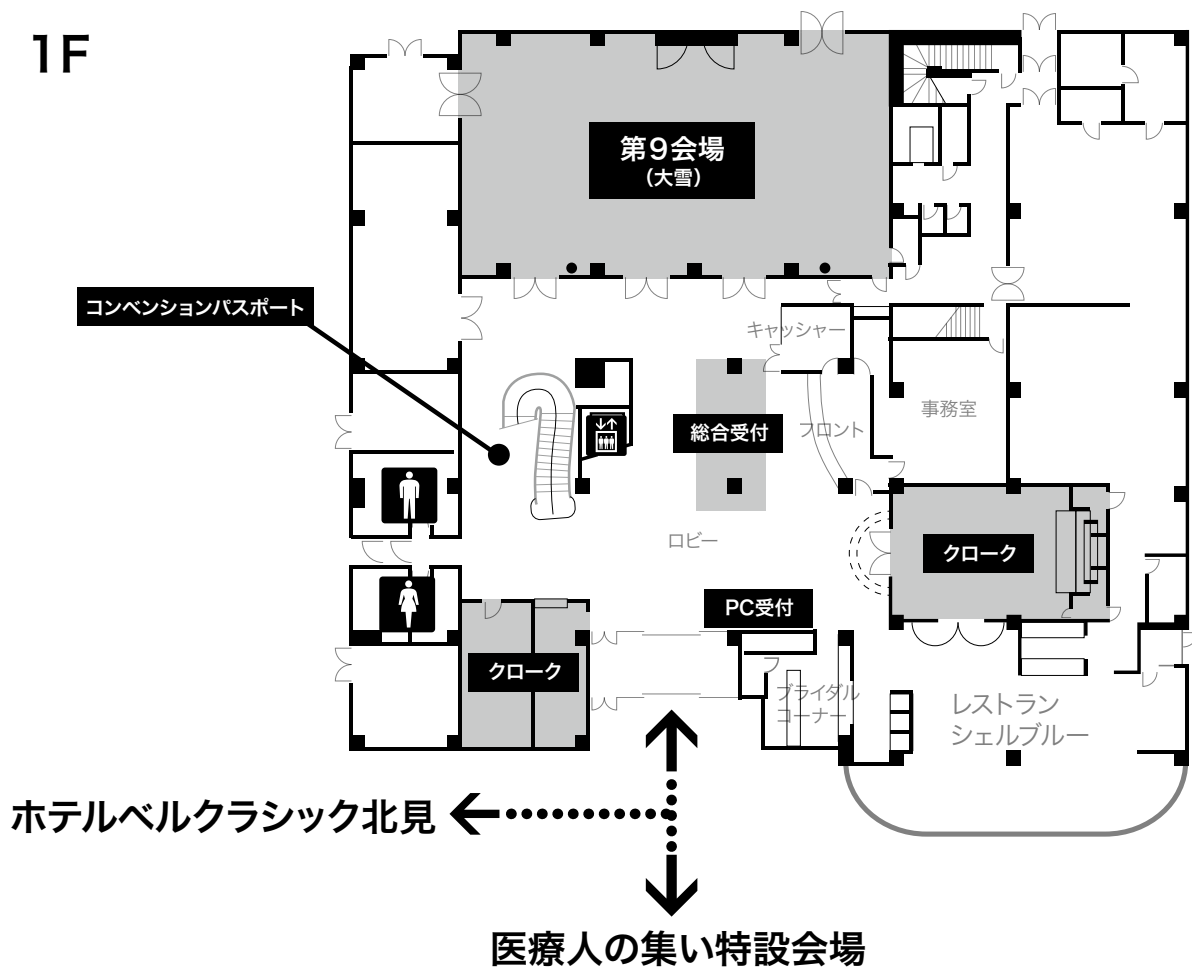 1F
第9会場
（大雪）
コンベンションパスポート
キャッシャー
総合受付
フロント
事務室
ロビー
クローク
PC受付
クローク
ブライダル
コーナー
レストラン
シェルブルー
ホテルベルクラシック北見
医療人の集い特設会場